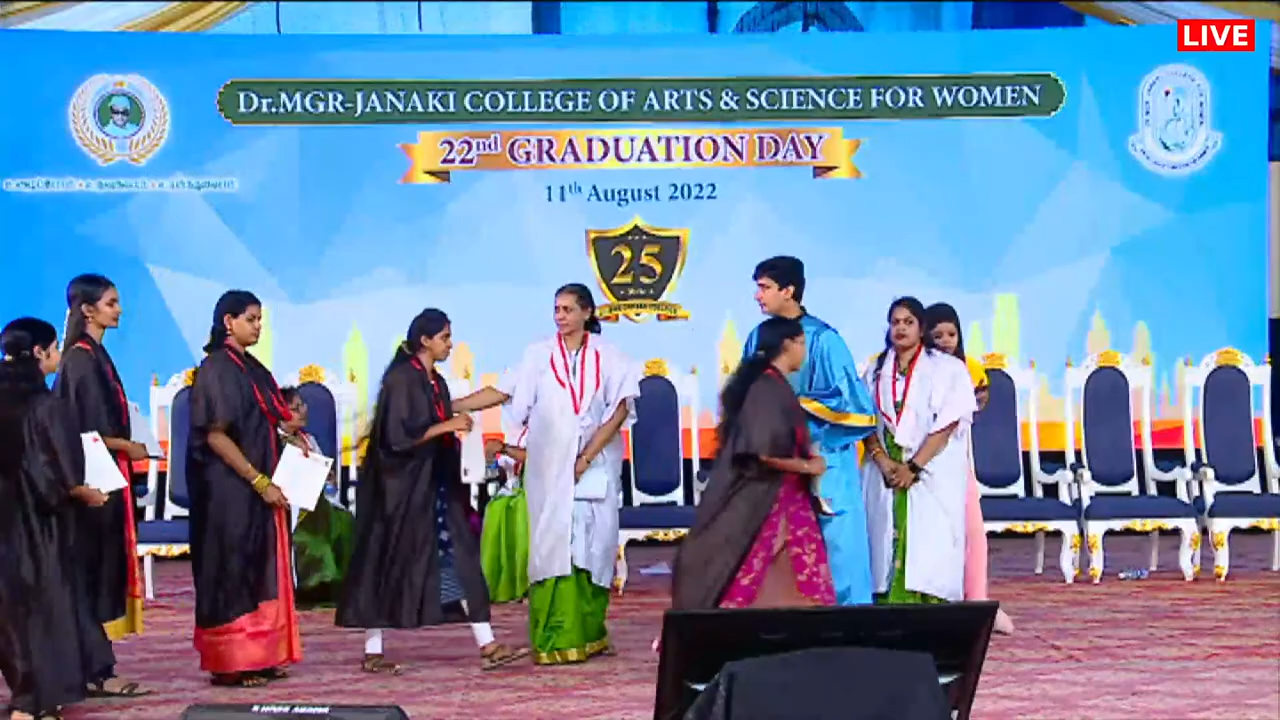 LIVE
Dr.MGR-JANAKI COLLEGE OF ARTS & SCIENCE FOR WOMEN
22nd GRADUATION DAY
11th August 2022
25